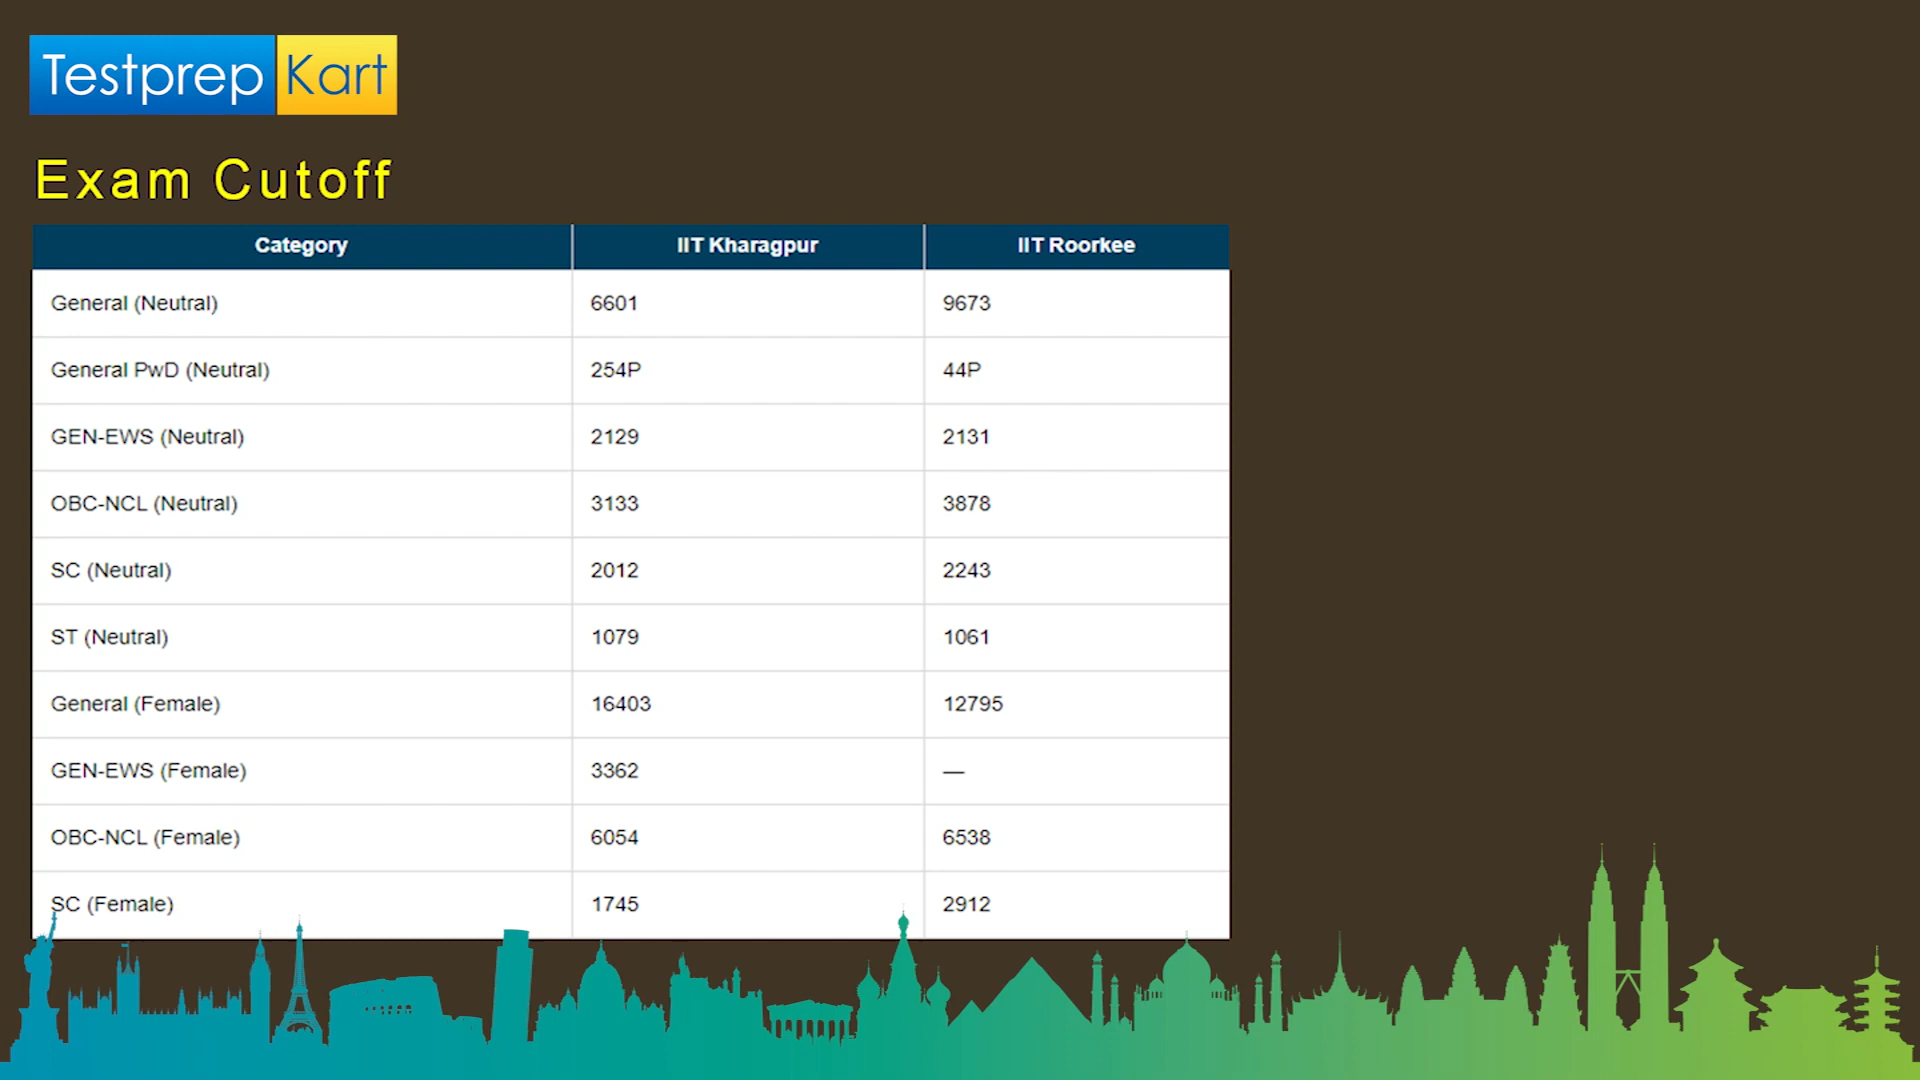 Testprep Kart
Exam Cutoff
Category IIT Kharagpur IIT Roorkee
General (Neutral) 6601 9673
General PwD (Neutral) 254P 44P
GEN-EWS (Neutral) 2129 2131
OBC-NCL (Neutral) 3133 3878
SC (Neutral) 2012 2243
ST (Neutral) 1079 1061
General (Female) 16403 12795
GEN-EWS (Female) 3362 —
OBC-NCL (Female) 6054 6538
SC (Female) 1745 2912